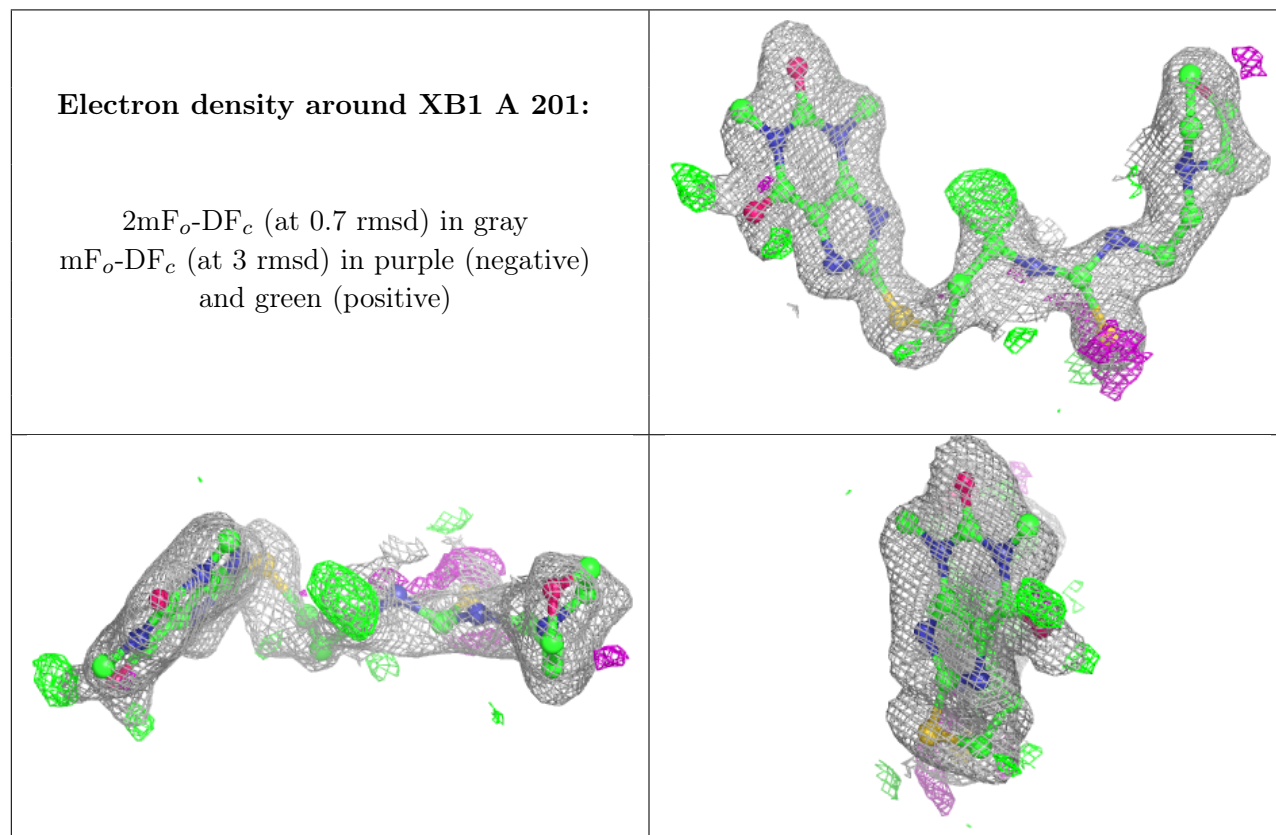 Electron density around XB1 A 201:
2mFₒ-DF𝒸 (at 0.7 rmsd) in gray
mFₒ-DF𝒸 (at 3 rmsd) in purple (negative)
and green (positive)